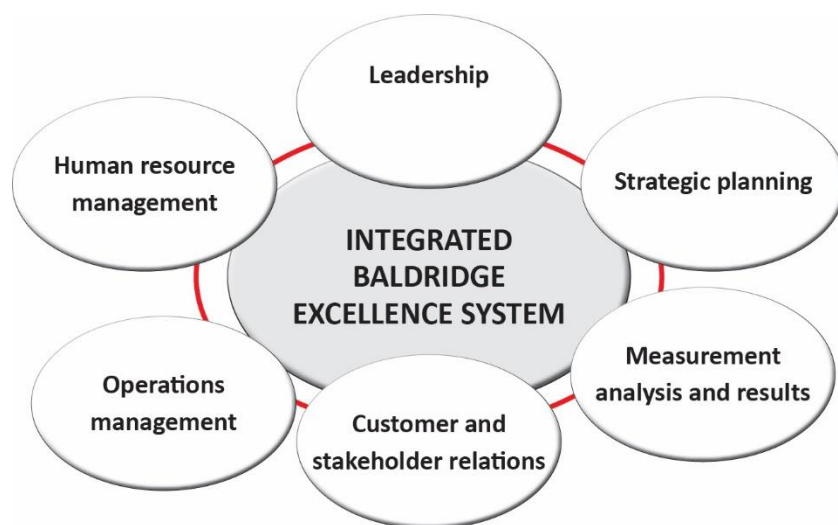 Leadership
Human resource
management
Strategic planning
INTEGRATED
BALDRIDGE
EXCELLENCE SYSTEM
Measurement
analysis and results
Operations
management
Customer and
stakeholder relations